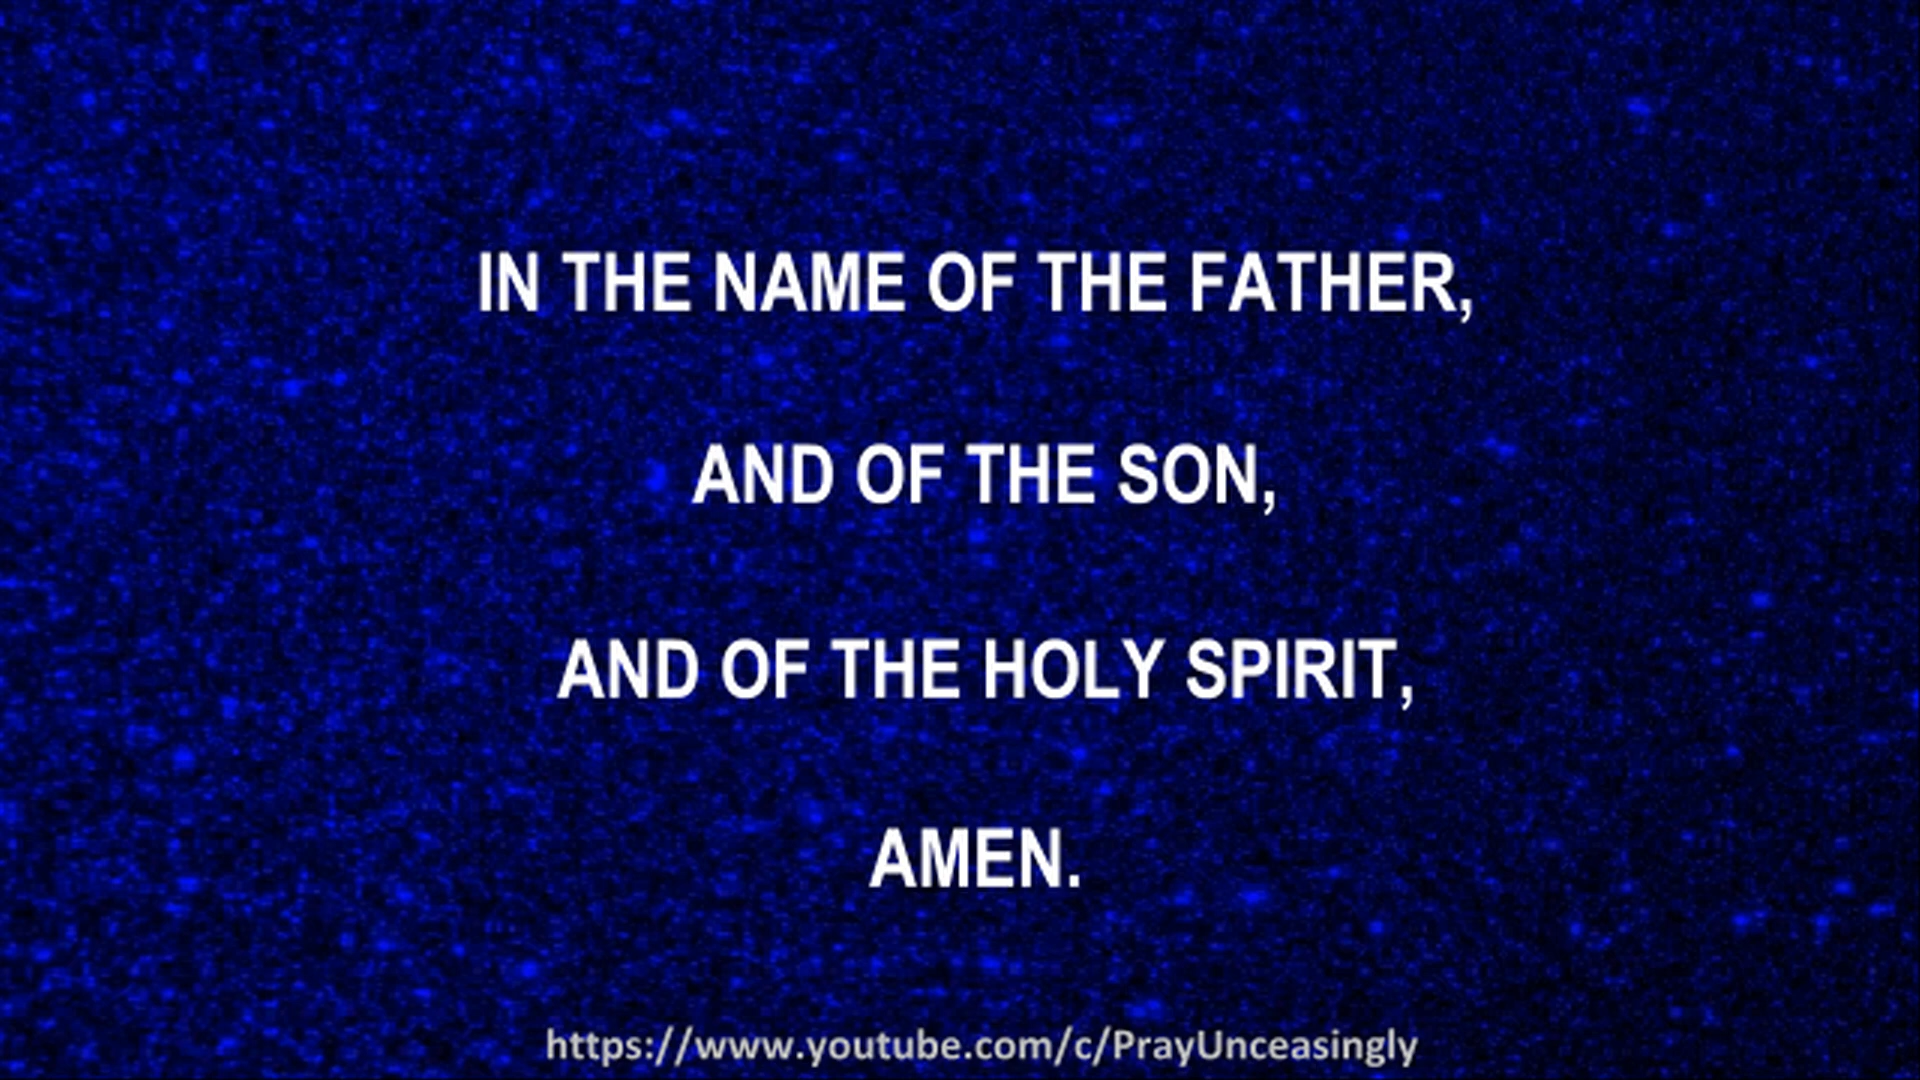 IN THE NAME OF THE FATHER,
AND OF THE SON,
AND OF THE HOLY SPIRIT,
AMEN.
https://www.youtube.com/c/PrayUnceasingly